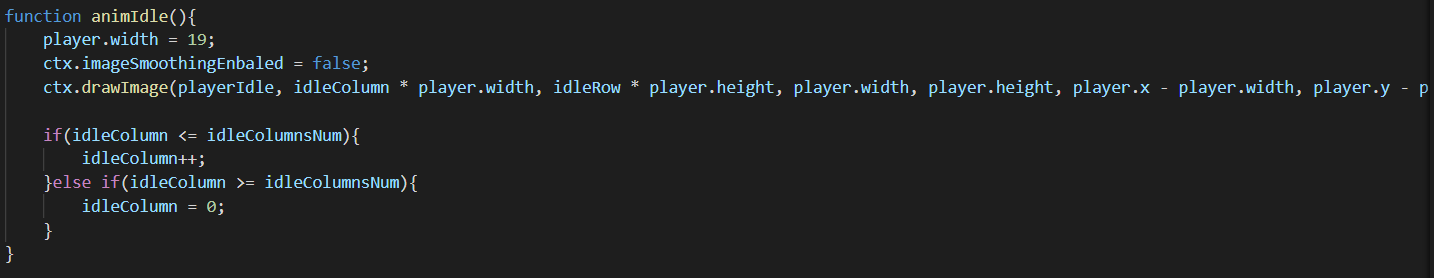 function animIdle(){
    player.width = 19;
    ctx.imageSmoothingEnbaled = false;
    ctx.drawImage(playerIdle, idleColumn * player.width, idleRow * player.height, player.width, player.height, player.x - player.width, player.y - p
    if(idleColumn <= idleColumnsNum){
        idleColumn++;
    }else if(idleColumn >= idleColumnsNum){
        idleColumn = 0;
    }
}